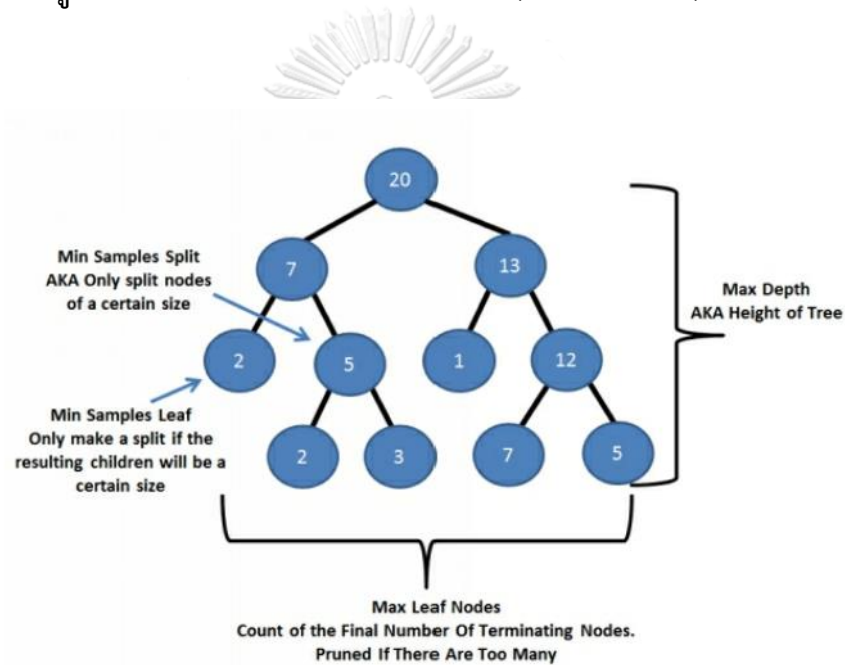 20
7
13
Min Samples Split
AKA Only split nodes
of a certain size
2
5
1
12
Max Depth
AKA Height of Tree
Min Samples Leaf
Only make a split if the
resulting children will be a
certain size
2
3
7
5
Max Leaf Nodes
Count of the Final Number Of Terminating Nodes.
Pruned If There Are Too Many